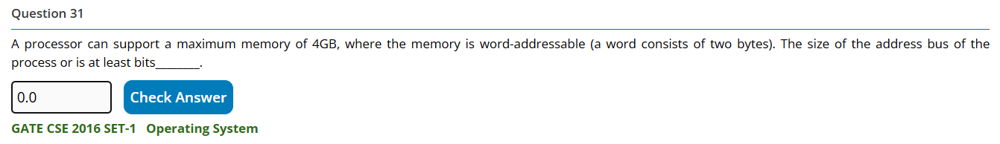 Question 31
A processor can support a maximum memory of 4GB, where the memory is word-addressable (a word consists of two bytes). The size of the address bus of the
process or is at least bits________.
0.0
Check Answer
GATE CSE 2016 SET-1 Operating System